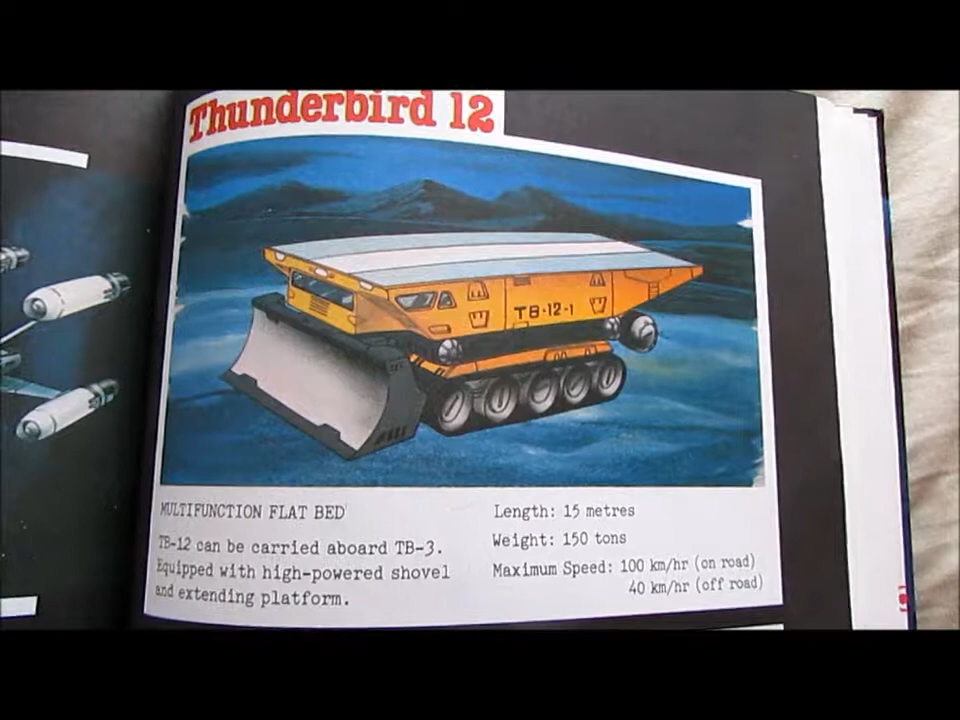 Thunderbird 12
TB-12-1
MULTIFUNCTION FLAT BED
TB-12 can be carried aboard TB-3.
Equipped with high-powered shovel
and extending platform.
Length: 15 metres
Weight: 150 tons
Maximum Speed: 100 km/hr (on road)
40 km/hr (off road)